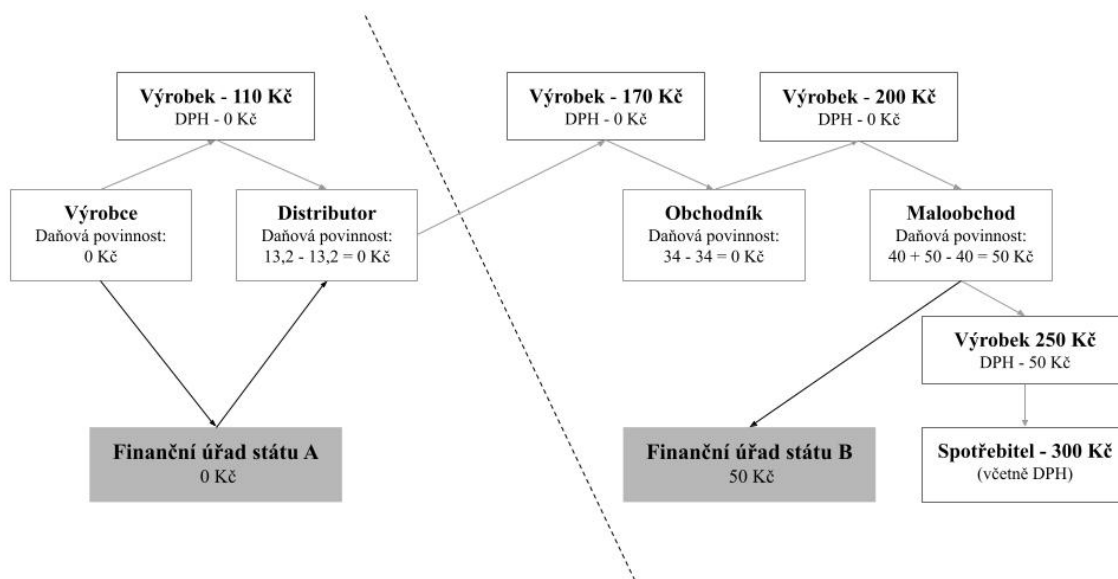 Výrobek - 110 Kč
DPH - 0 Kč
Výrobek - 170 Kč
DPH - 0 Kč
Výrobek - 200 Kč
DPH - 0 Kč
Výrobce
Daňová povinnost:
0 Kč
Distributor
Daňová povinnost:
13,2 - 13,2 = 0 Kč
Obchodník
Daňová povinnost:
34 - 34 = 0 Kč
Maloobchod
Daňová povinnost:
40 + 50 - 40 = 50 Kč
Výrobek 250 Kč
DPH - 50 Kč
Finanční úřad státu A
0 Kč
Finanční úřad státu B
50 Kč
Spotřebitel - 300 Kč
(včetně DPH)